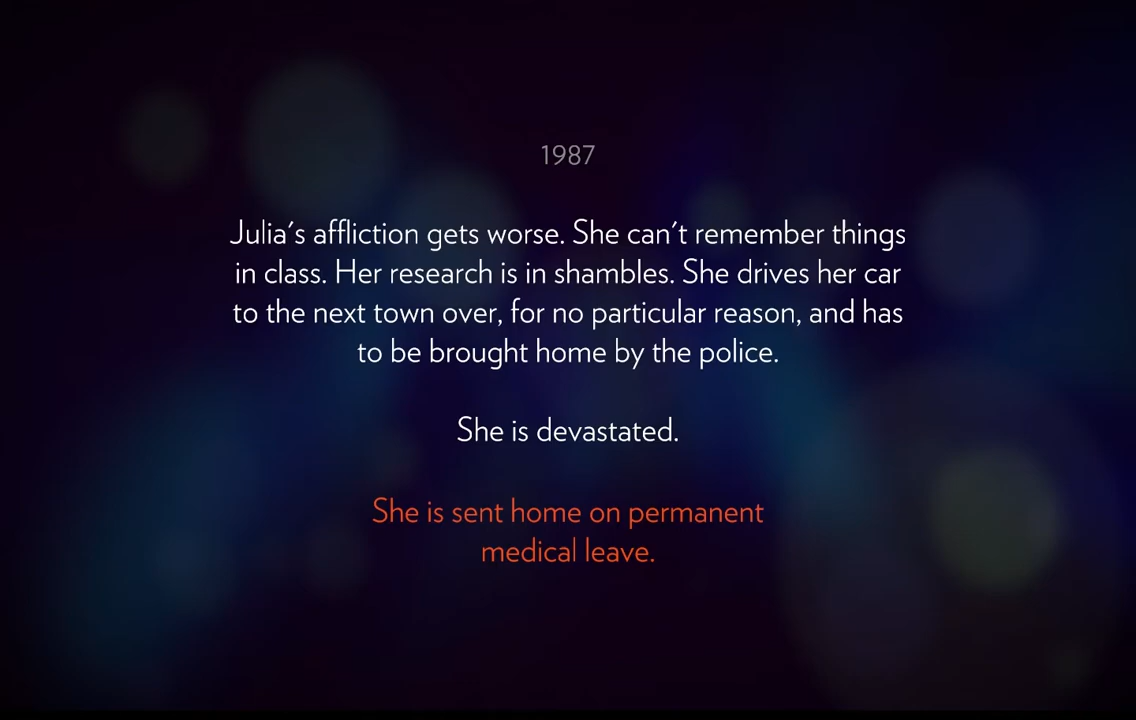 1987
Julia's affliction gets worse. She can't remember things
in class. Her research is in shambles. She drives her car
to the next town over, for no particular reason, and has
to be brought home by the police.
She is devastated.
She is sent home on permanent
medical leave.